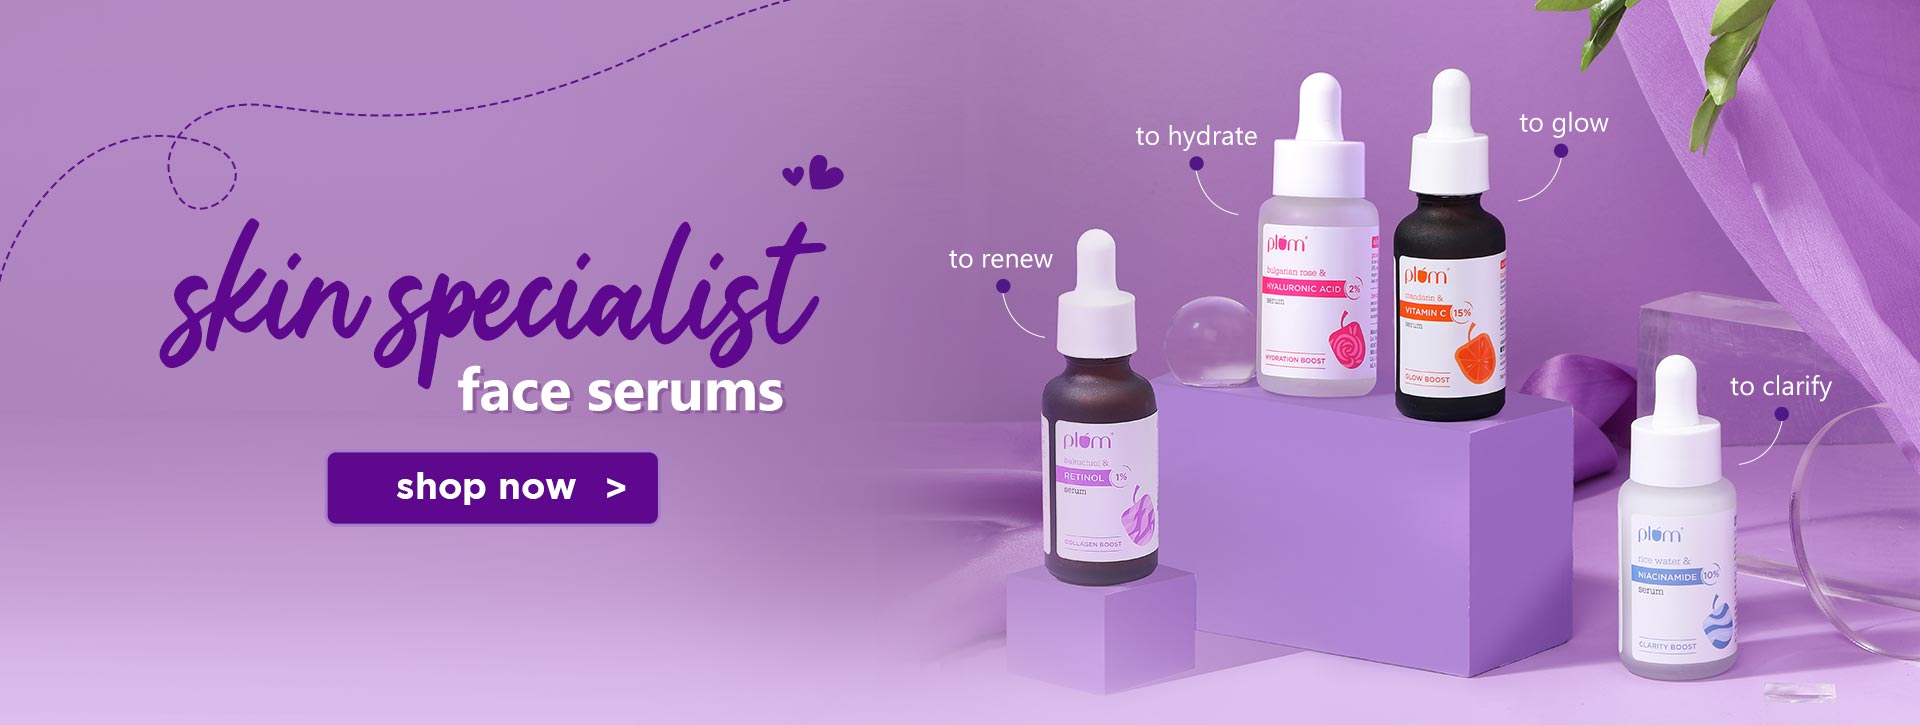 skin specialist
face serums
shop now >
to renew
to hydrate
to glow
to clarify
plum®
bakuchiol &
RETINOL 1%
serum
COLLAGEN BOOST
plum®
bulgarian rose &
HYALURONIC ACID 2%
serum
HYDRATION BOOST
plum®
mandarin &
VITAMIN C 15%
serum
GLOW BOOST
plum®
rice water &
NIACINAMIDE 10%
serum
CLARITY BOOST